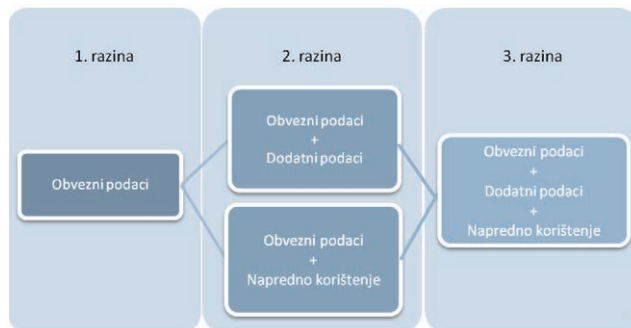 1. razina
2. razina
3. razina
Obvezni podaci
Obvezni podaci
+
Dodatni podaci
Obvezni podaci
+
Napredno korištenje
Obvezni podaci
+
Dodatni podaci
+
Napredno korištenje